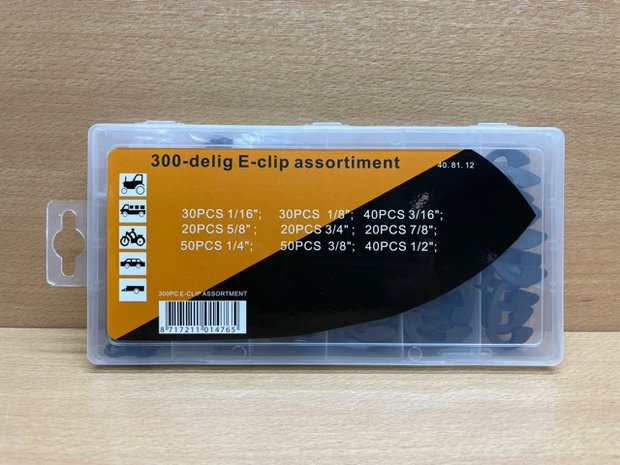 300-delig E-clip assortiment
40. 81. 12
30PCS 1/16"; 30PCS 1/8"; 40PCS 3/16";
20PCS 5/8" ; 20PCS 3/4" ; 20PCS 7/8";
50PCS 1/4"; 50PCS 3/8"; 40PCS 1/2";
300PC E-CLIP ASSORTMENT
8 717211 014765